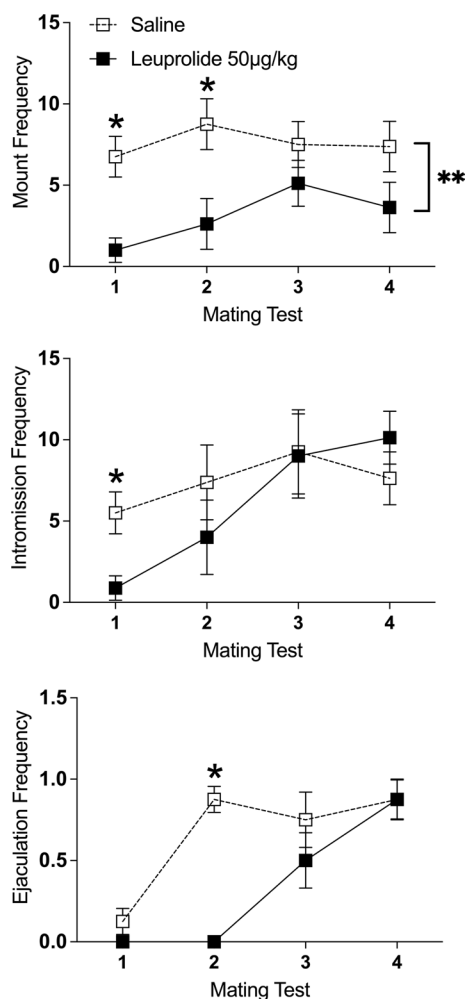 Saline
Leuprolide 50µg/kg
Mount Frequency
15
10
5
0
*
*
**
1 2 3 4
Mating Test
Intromission Frequency
15
10
5
0
*
1 2 3 4
Mating Test
Ejaculation Frequency
1.5
1.0
0.5
0.0
*
1 2 3 4
Mating Test